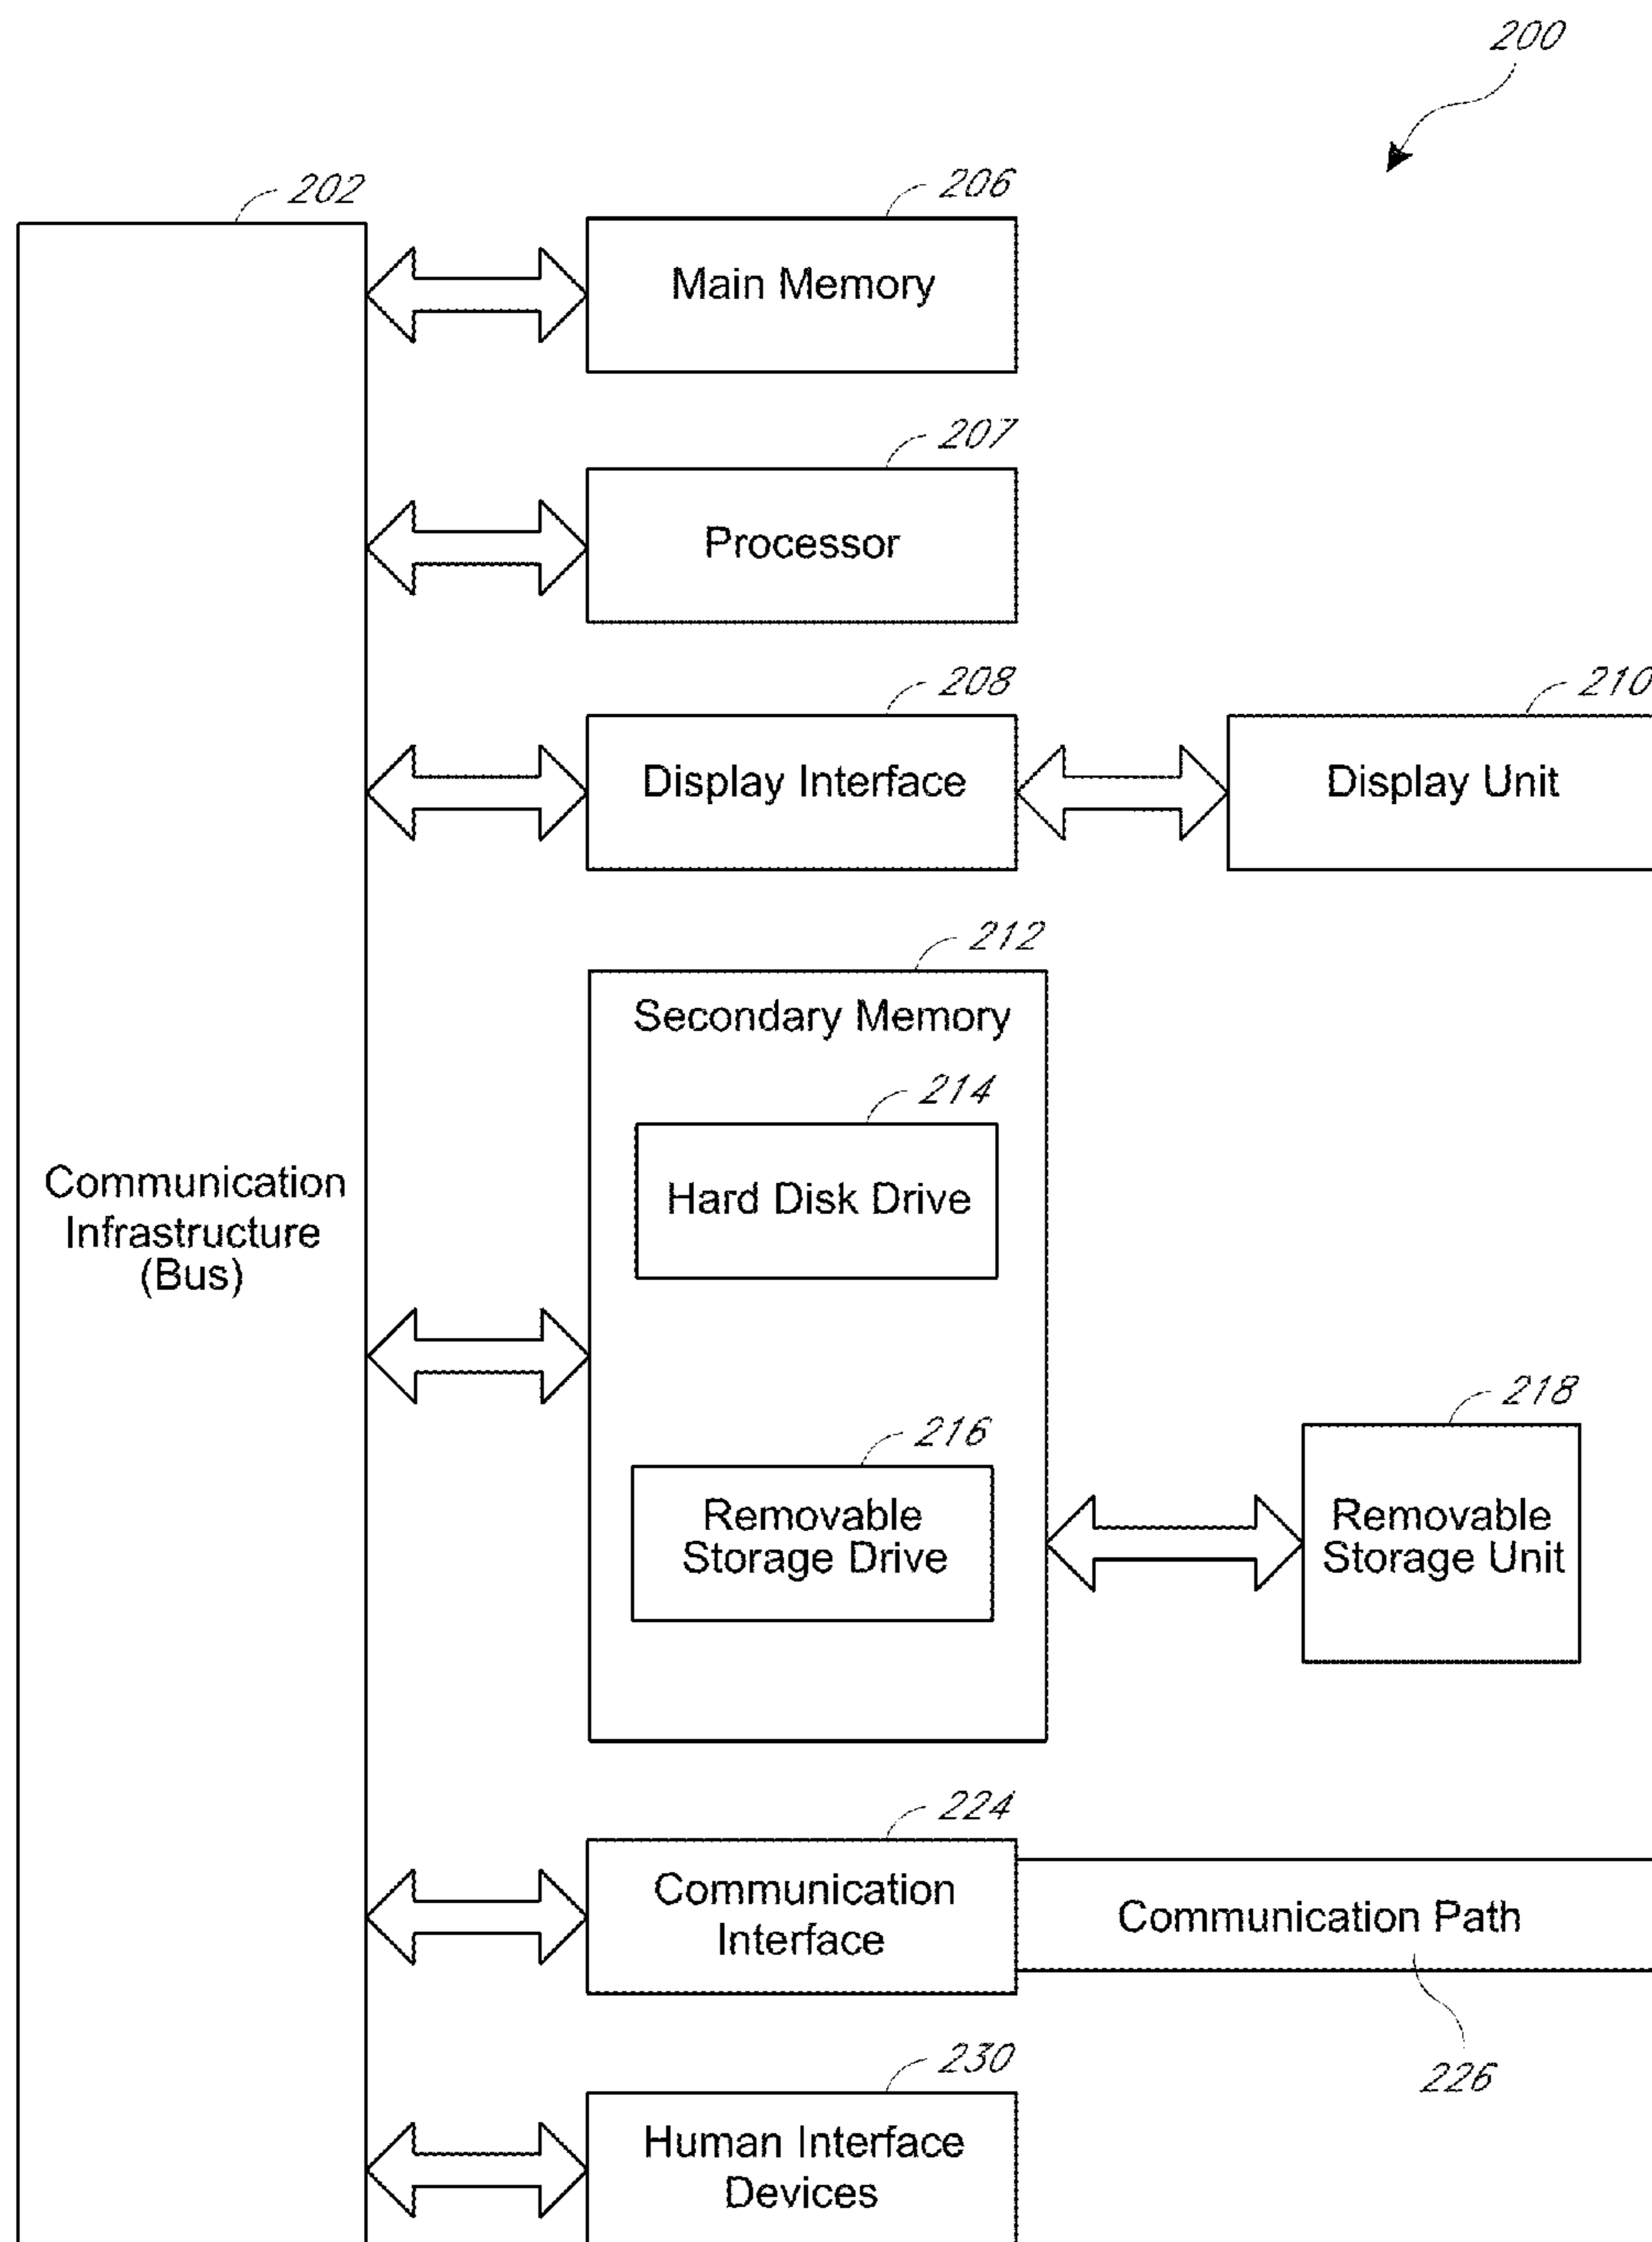 200
202
206
Main Memory
207
Processor
208
Display Interface
210
Display Unit
212
Secondary Memory
214
Hard Disk Drive
Communication
Infrastructure
(Bus)
216
Removable
Storage Drive
218
Removable
Storage Unit
224
Communication
Interface
Communication Path
226
230
Human Interface
Devices